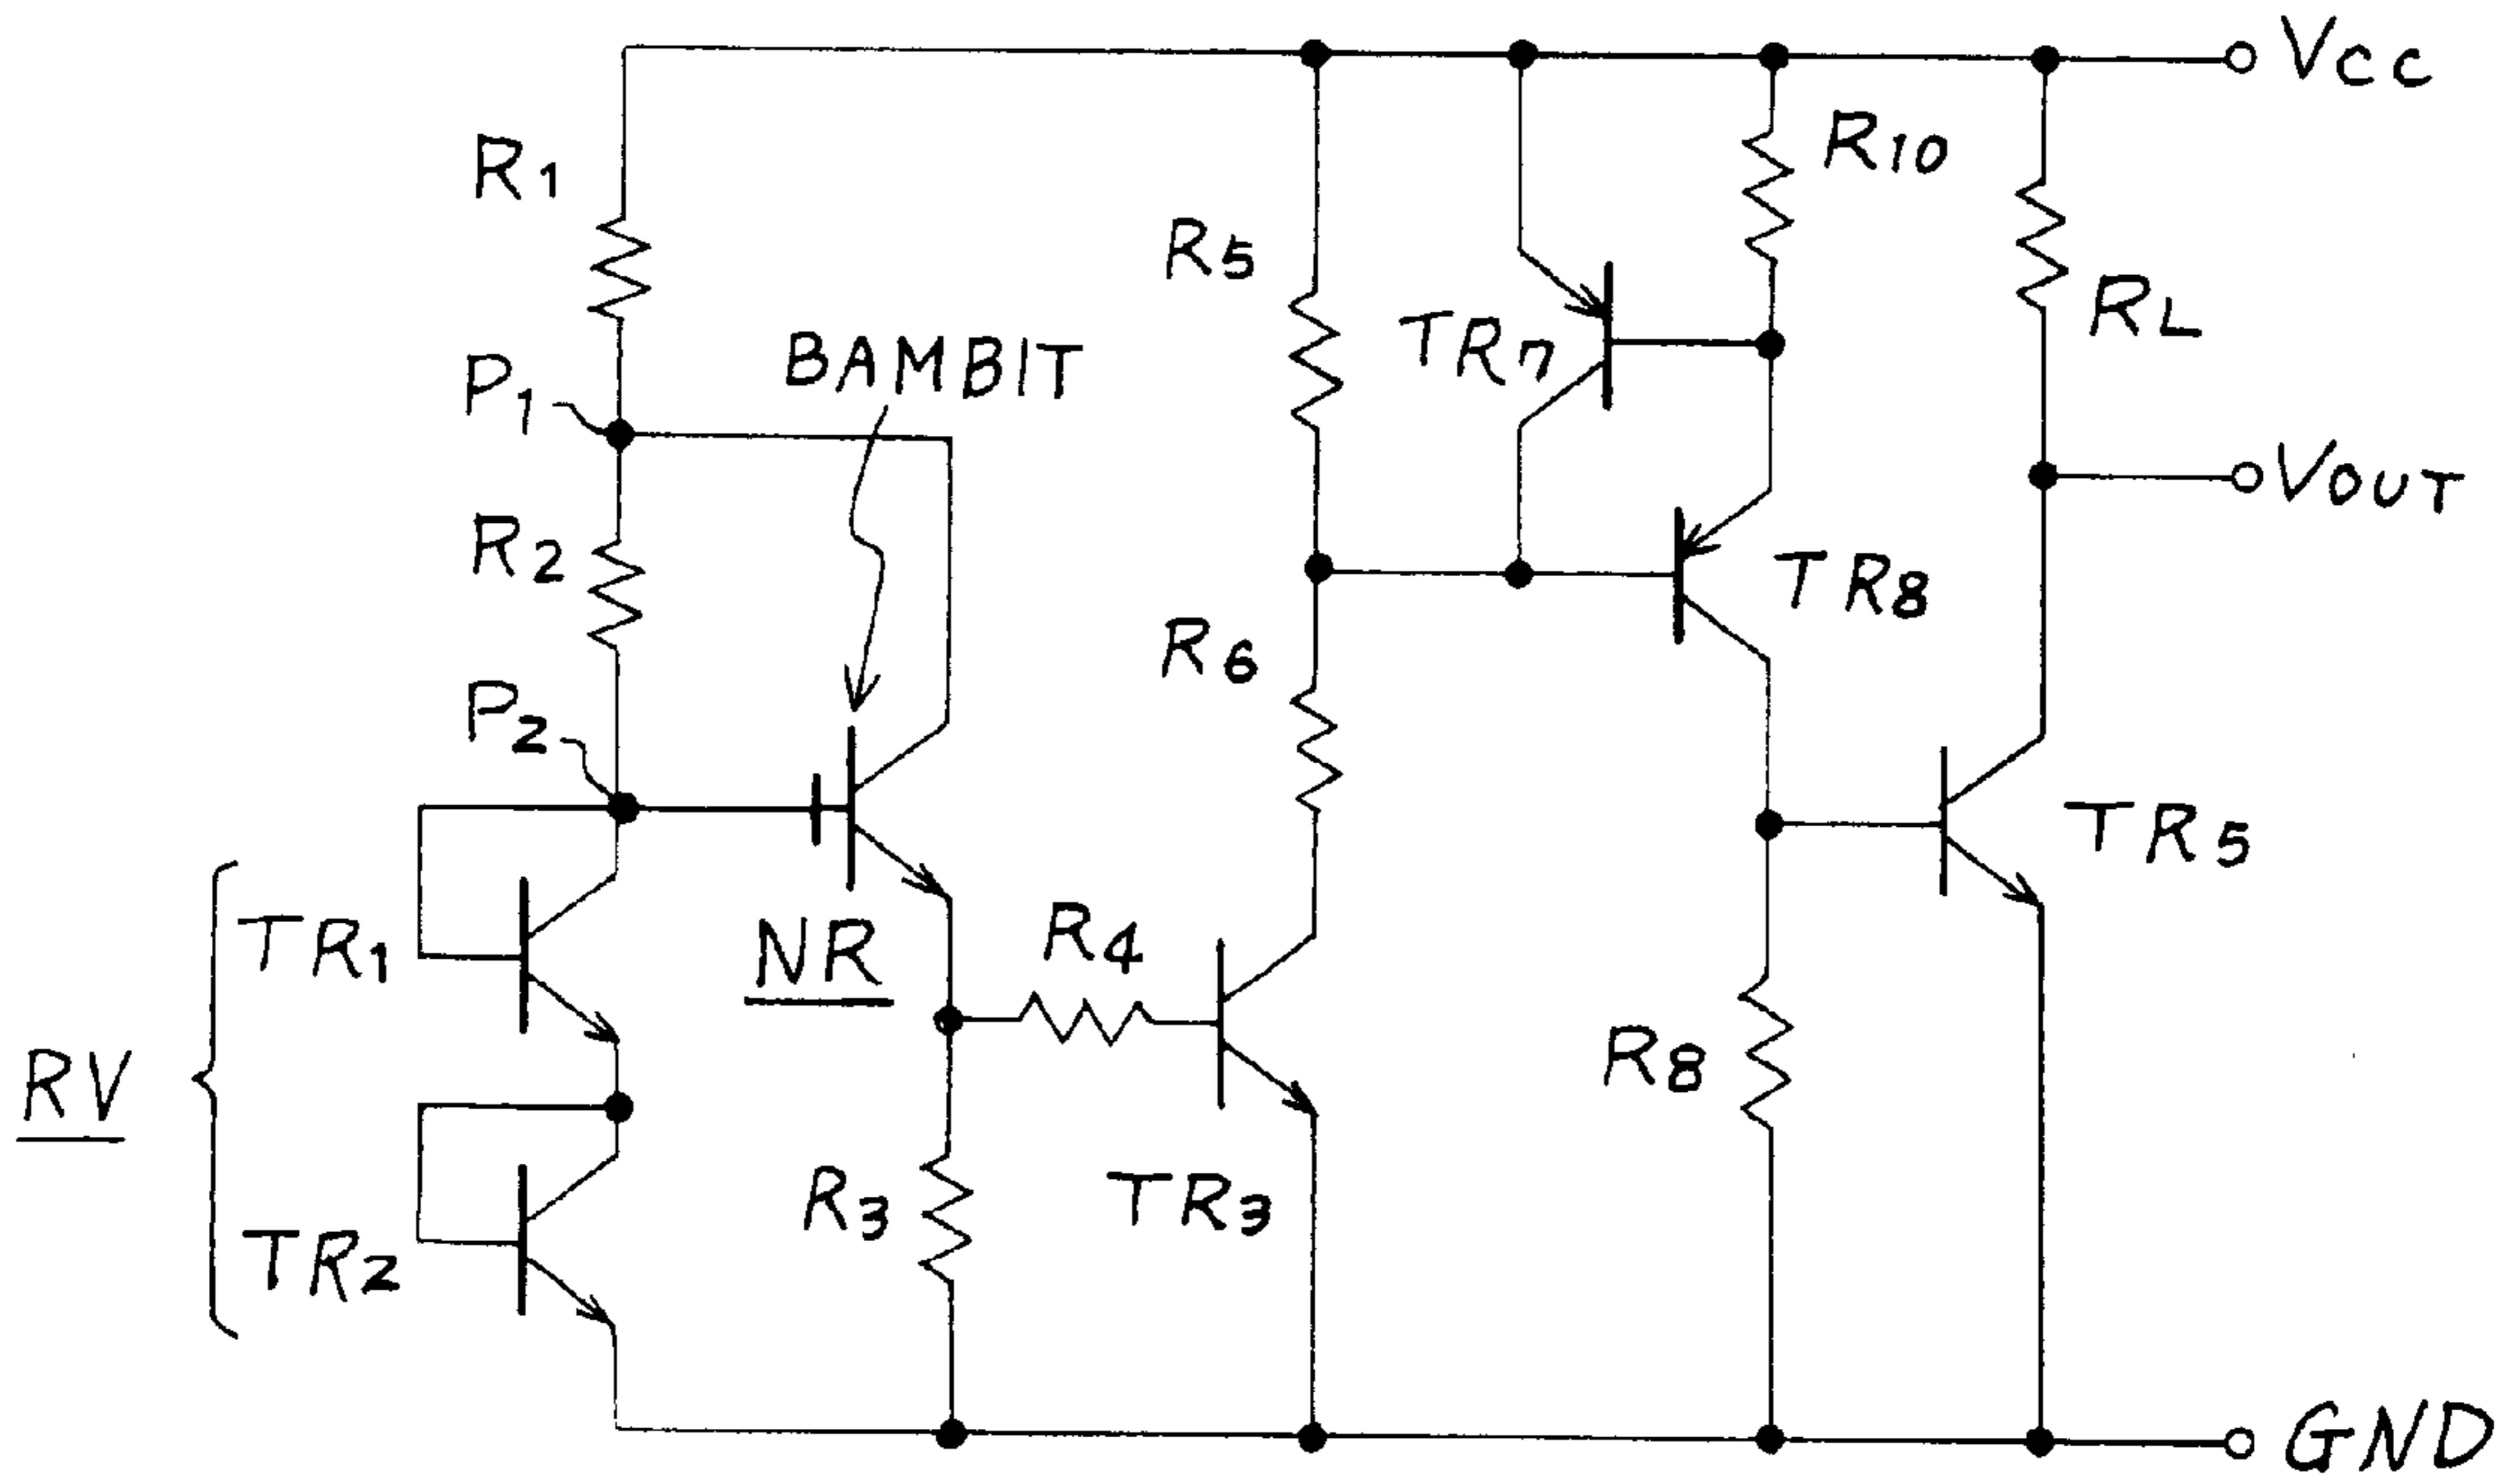 Vcc
R1
R10
R5
RL
TR7
BAMBIT
P1
VOUT
R2
TR8
R6
P2
TR5
TR1
NR
R4
R8
RV
R3
TR3
TR2
GND